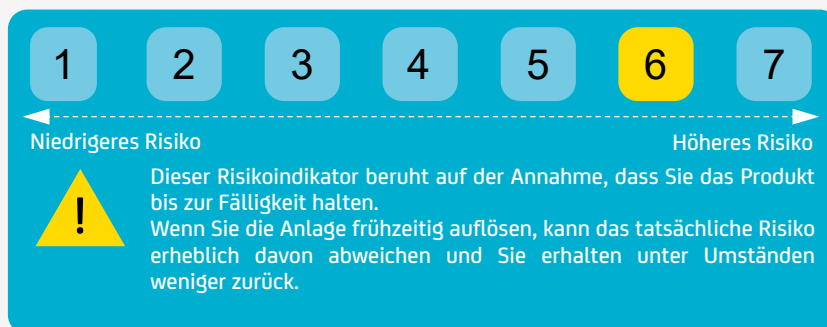 1 2 3 4 5 6 7
Niedrigeres Risiko Höheres Risiko
! Dieser Risikoindikator beruht auf der Annahme, dass Sie das Produkt
bis zur Fälligkeit halten.
Wenn Sie die Anlage frühzeitig auflösen, kann das tatsächliche Risiko
erheblich davon abweichen und Sie erhalten unter Umständen
weniger zurück.